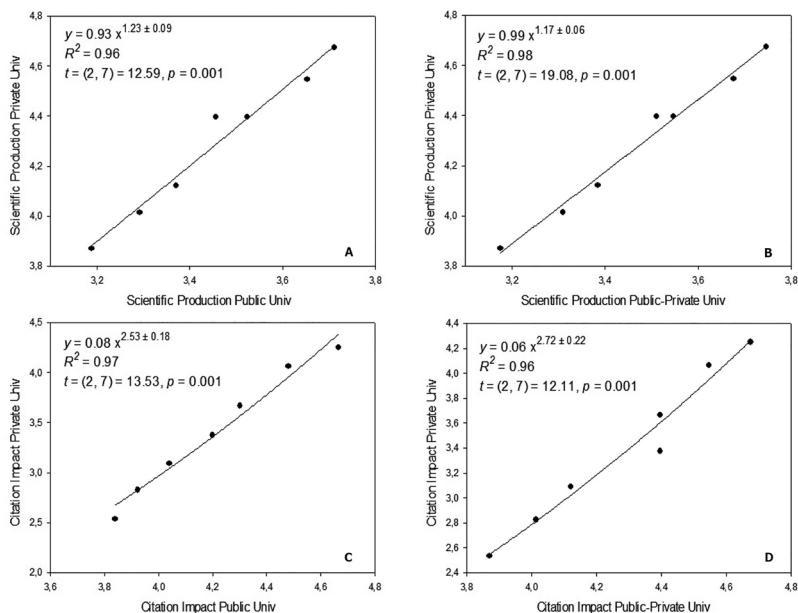 y = 0.93 x^1.23 ± 0.09
R² = 0.96
t = (2, 7) = 12.59, p = 0.001
4,8
4,6
4,4
4,2
4,0
3,8
Scientific Production Private Univ
A
3,2
3,4
3,6
3,8
Scientific Production Public Univ
y = 0.99 x^1.17 ± 0.06
R² = 0.98
t = (2, 7) = 19.08, p = 0.001
4,8
4,6
4,4
4,2
4,0
3,8
Scientific Production Private Univ
B
3,2
3,4
3,6
3,8
Scientific Production Public-Private Univ
y = 0.08 x^2.53 ± 0.18
R² = 0.97
t = (2, 7) = 13.53, p = 0.001
4,5
4,0
3,5
3,0
2,5
2,0
Citation Impact Private Univ
C
3,6
3,8
4,0
4,2
4,4
4,6
4,8
Citation Impact Public Univ
y = 0.06 x^2.72 ± 0.22
R² = 0.96
t = (2, 7) = 12.11, p = 0.001
4,4
4,2
4,0
3,8
3,6
3,4
3,2
3,0
2,8
2,6
2,4
Citation Impact Private Univ
D
3,8
4,0
4,2
4,4
4,6
4,8
Citation Impact Public-Private Univ